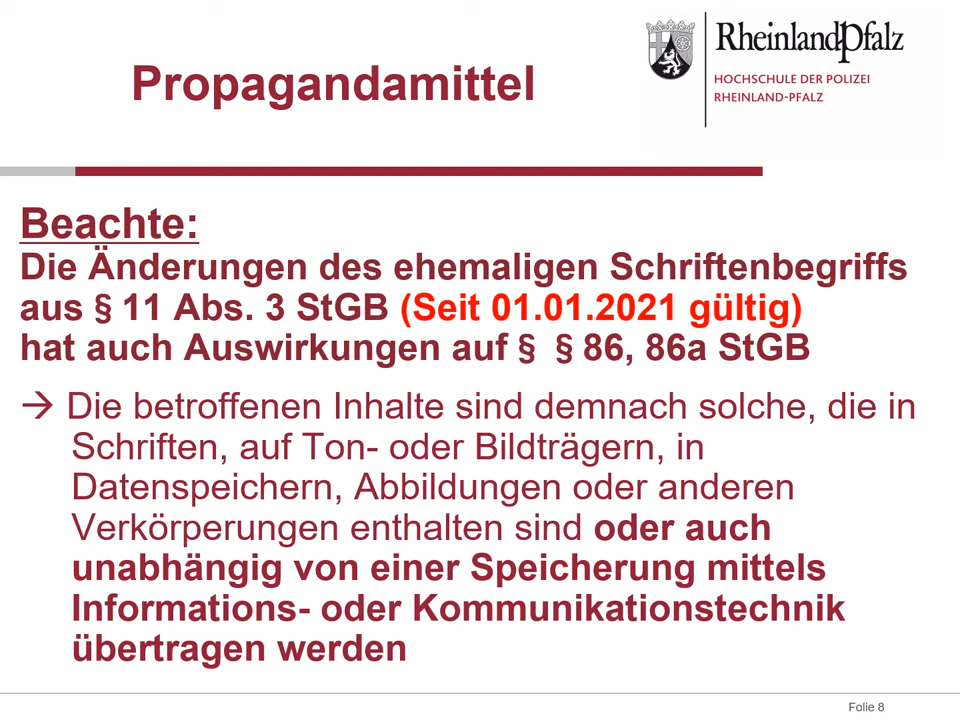 Propagandamittel
RheinlandPfalz
HOCHSCHULE DER POLIZEI
RHEINLAND-PFALZ
Beachte:
Die Änderungen des ehemaligen Schriftenbegriffs
aus § 11 Abs. 3 StGB (Seit 01.01.2021 gültig)
hat auch Auswirkungen auf § § 86, 86a StGB
→ Die betroffenen Inhalte sind demnach solche, die in
Schriften, auf Ton- oder Bildträgern, in
Datenspeichern, Abbildungen oder anderen
Verkörperungen enthalten sind oder auch
unabhängig von einer Speicherung mittels
Informations- oder Kommunikationstechnik
übertragen werden
Folie 8